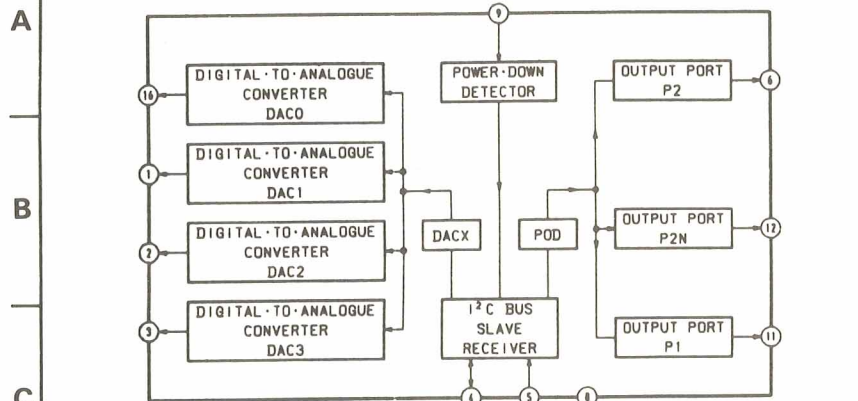 A
9
DIGITAL·TO·ANALOGUE
CONVERTER
DAC0
16
POWER·DOWN
DETECTOR
OUTPUT PORT
P2
6
DIGITAL·TO·ANALOGUE
CONVERTER
DAC1
1
B
DIGITAL·TO·ANALOGUE
CONVERTER
DAC2
2
DACX
POD
OUTPUT PORT
P2N
12
DIGITAL·TO·ANALOGUE
CONVERTER
DAC3
3
I²C BUS
SLAVE
RECEIVER
OUTPUT PORT
P1
11
C
4
5